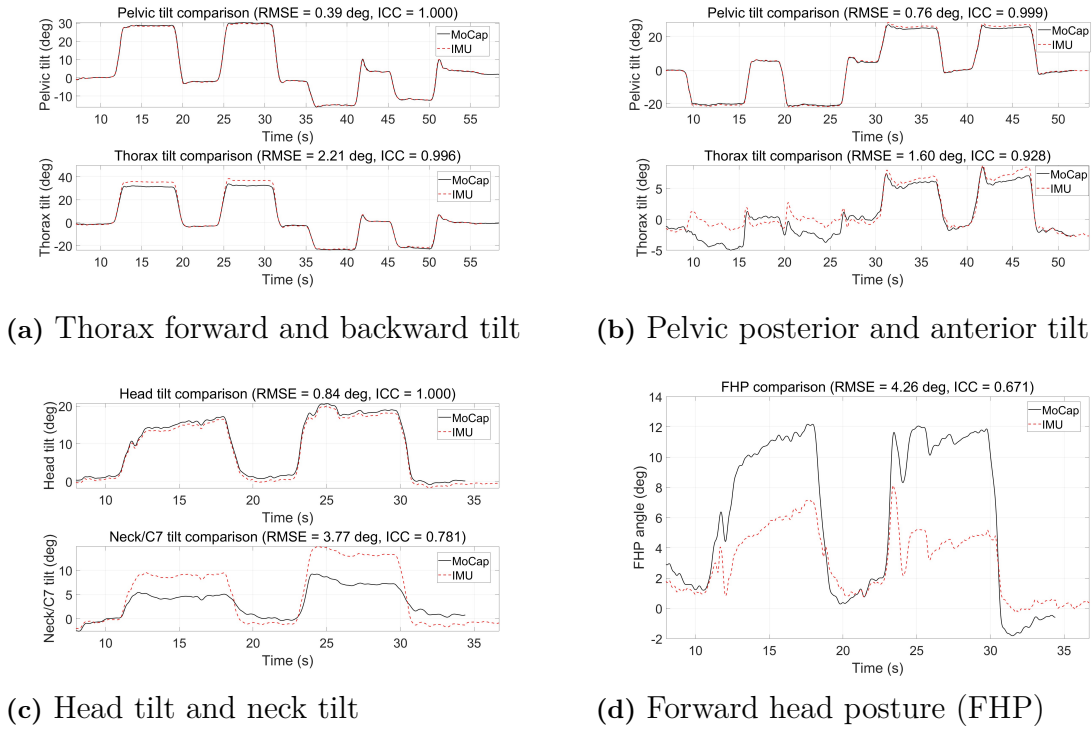 Pelvic tilt comparison (RMSE = 0.39 deg, ICC = 1.000)
Pelvic tilt (deg)
30
20
10
0
-10
MoCap
IMU
10 15 20 25 30 35 40 45 50 55
Time (s)
Thorax tilt comparison (RMSE = 2.21 deg, ICC = 0.996)
Thorax tilt (deg)
40
20
0
-20
MoCap
IMU
10 15 20 25 30 35 40 45 50 55
Time (s)
(a) Thorax forward and backward tilt
Pelvic tilt comparison (RMSE = 0.76 deg, ICC = 0.999)
Pelvic tilt (deg)
20
0
-20
MoCap
IMU
10 15 20 25 30 35 40 45 50
Time (s)
Thorax tilt comparison (RMSE = 1.60 deg, ICC = 0.928)
Thorax tilt (deg)
5
0
-5
MoCap
IMU
10 15 20 25 30 35 40 45 50
Time (s)
(b) Pelvic posterior and anterior tilt
Head tilt comparison (RMSE = 0.84 deg, ICC = 1.000)
Head tilt (deg)
20
10
0
MoCap
IMU
10 15 20 25 30 35
Time (s)
Neck/C7 tilt comparison (RMSE = 3.77 deg, ICC = 0.781)
Neck/C7 tilt (deg)
10
5
0
MoCap
IMU
10 15 20 25 30 35
Time (s)
(c) Head tilt and neck tilt
FHP comparison (RMSE = 4.26 deg, ICC = 0.671)
FHP angle (deg)
14
12
10
8
6
4
2
0
-2
MoCap
IMU
10 15 20 25 30 35
Time (s)
(d) Forward head posture (FHP)